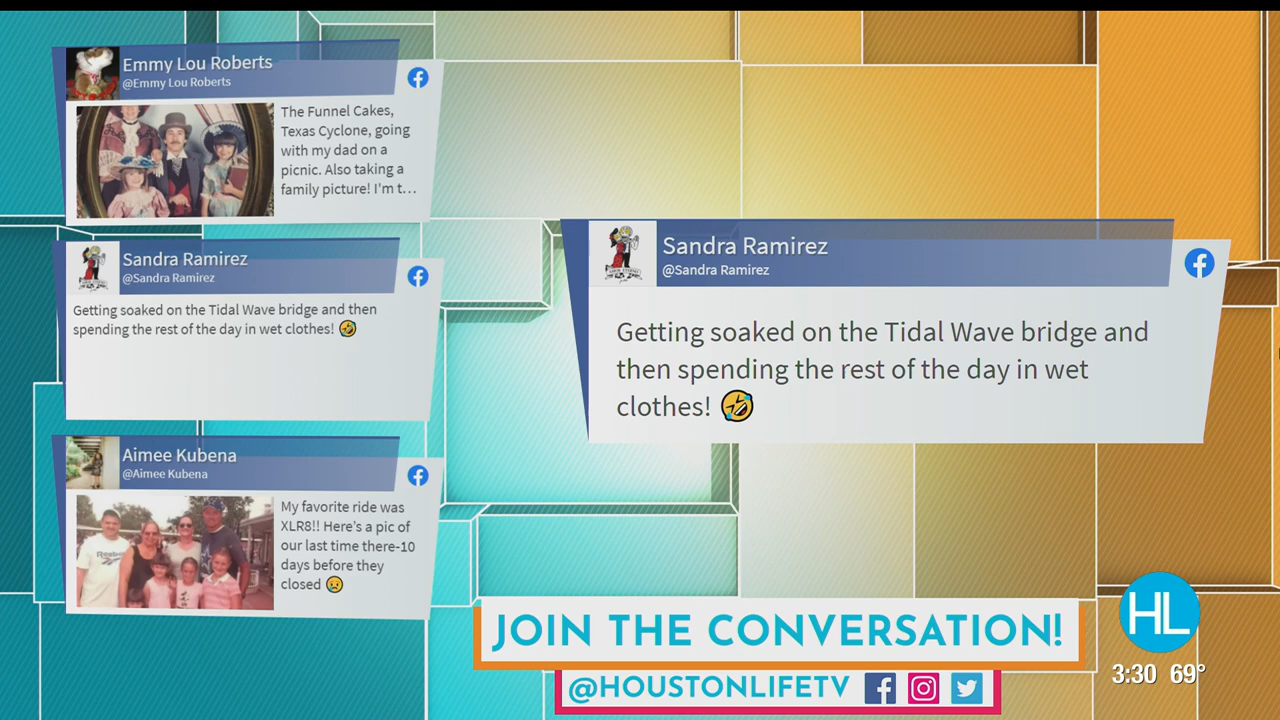 Emmy Lou Roberts
@Emmy Lou Roberts
The Funnel Cakes,
Texas Cyclone, going
with my dad on a
picnic. Also taking a
family picture! I'm t…
Sandra Ramirez
@Sandra Ramirez
Getting soaked on the Tidal Wave bridge and then
spending the rest of the day in wet clothes! 🤣
Aimee Kubena
@Aimee Kubena
Reebok
My favorite ride was
XLR8!! Here's a pic of
our last time there-10
days before they
closed 😥
Sandra Ramirez
@Sandra Ramirez
Getting soaked on the Tidal Wave bridge and
then spending the rest of the day in wet
clothes! 🤣
JOIN THE CONVERSATION!
@HOUSTONLIFETV
HL
3:30 69°